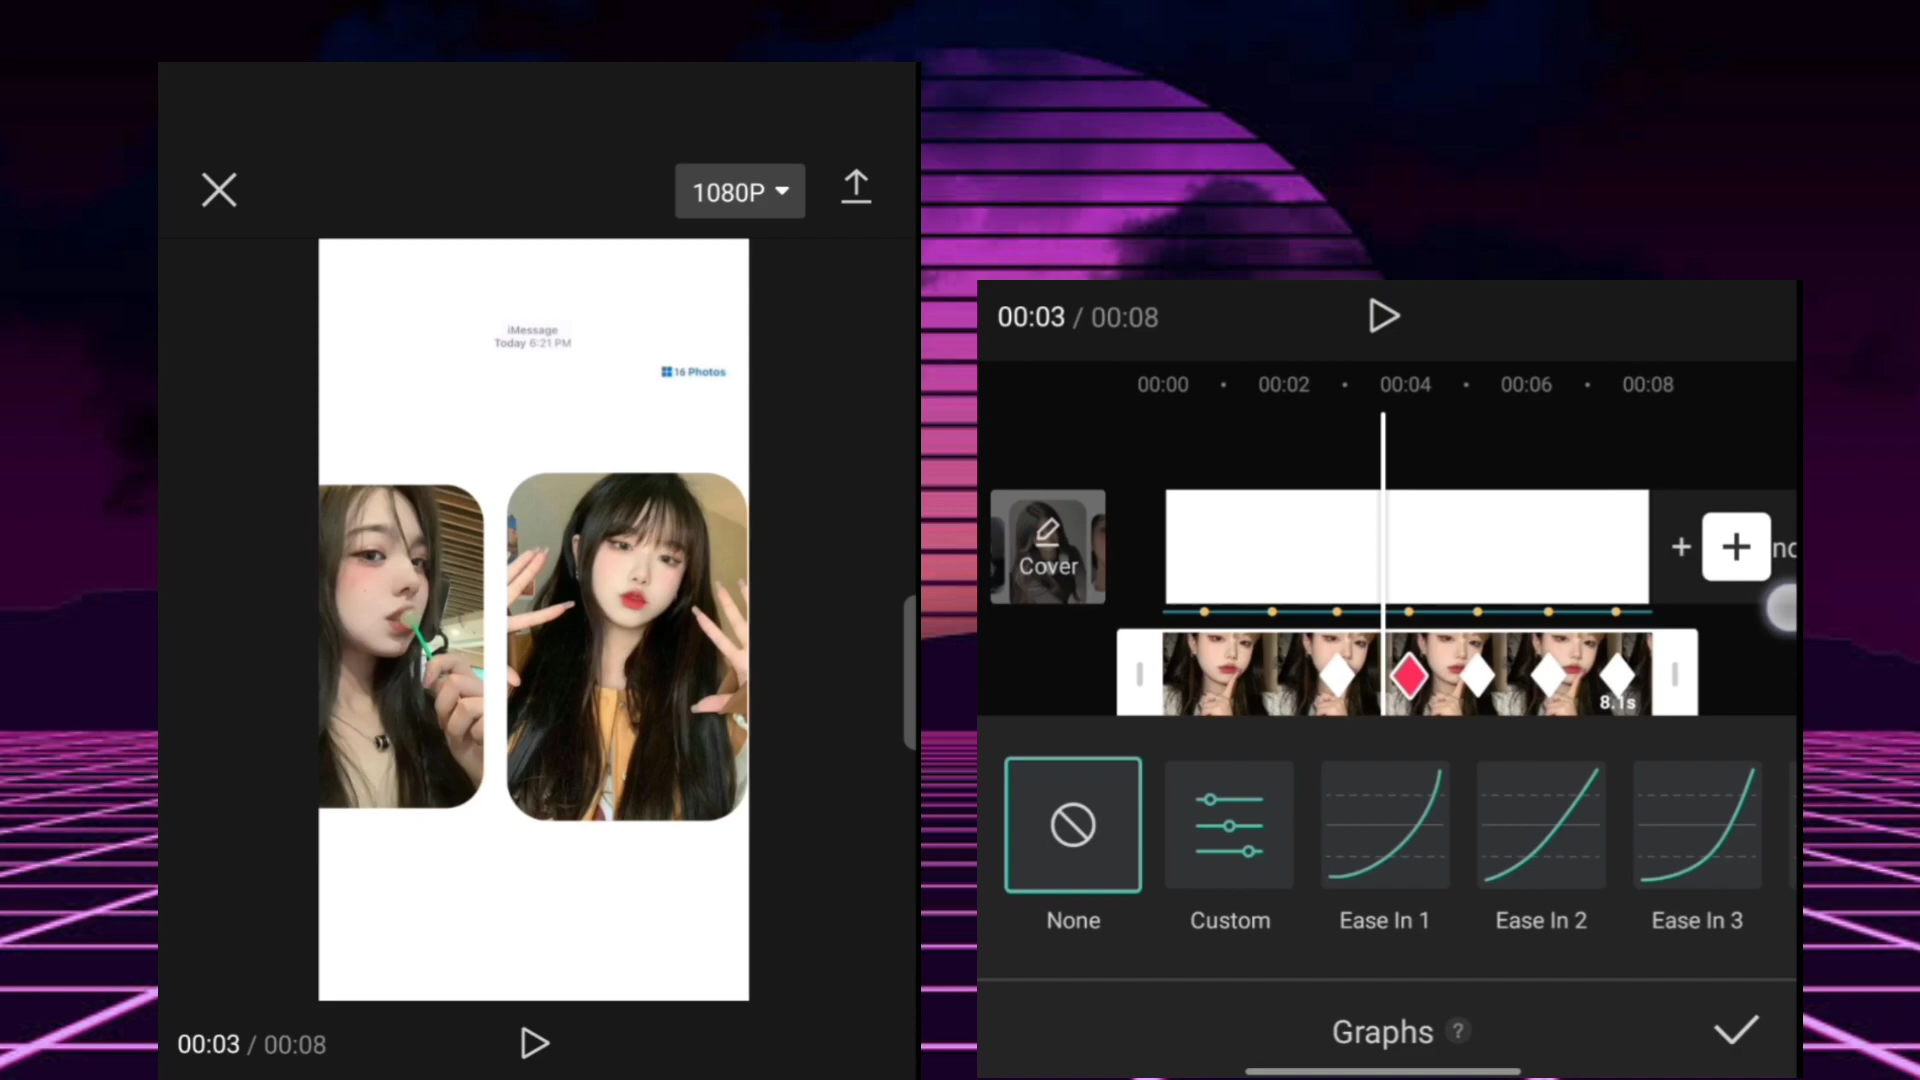 1080P
iMessage
Today 6:21 PM
16 Photos
00:03 / 00:08
00:03 / 00:08
00:00 00:02 00:04 00:06 00:08
Cover
+ + nc
8.1s
None Custom Ease In 1 Ease In 2 Ease In 3
Graphs ?